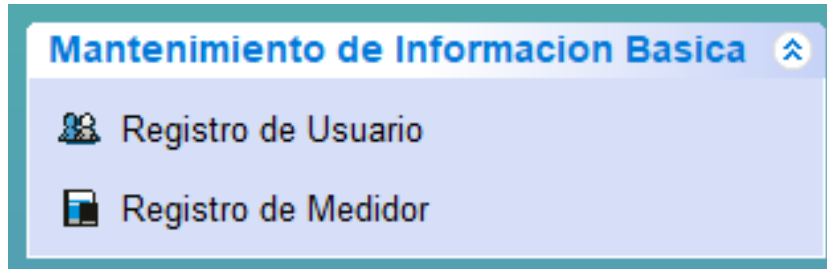 Mantenimiento de Informacion Basica
Registro de Usuario
Registro de Medidor